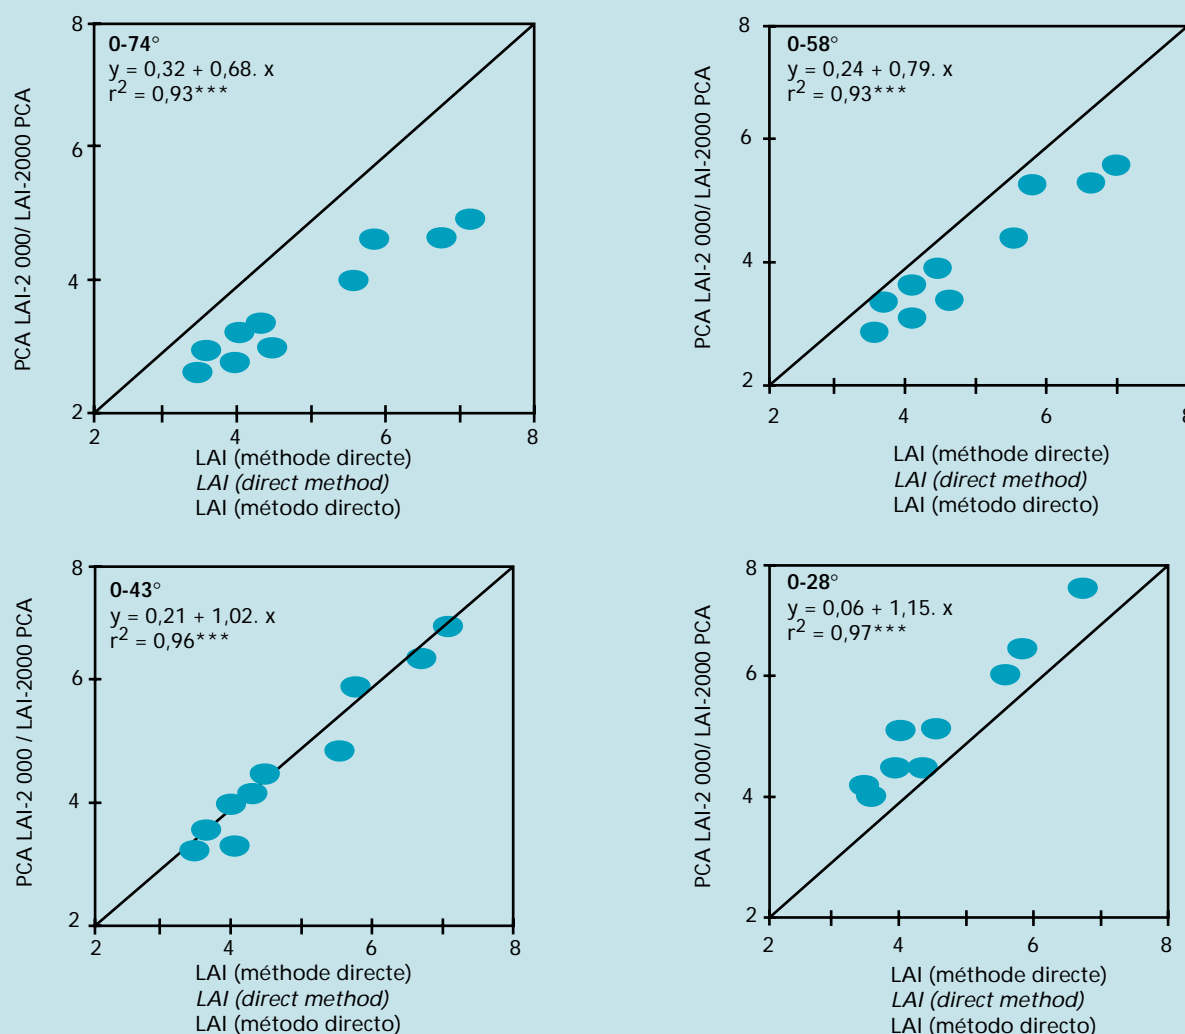 PCA LAI-2 000/ LAI-2000 PCA
8
6
4
2
0-74°
y = 0,32 + 0,68. x
r2 = 0,93***
2 4 6 8
LAI (méthode directe)
LAI (direct method)
LAI (método directo)
PCA LAI-2 000/ LAI-2000 PCA
8
6
4
2
0-58°
y = 0,24 + 0,79. x
r2 = 0,93***
2 4 6 8
LAI (méthode directe)
LAI (direct method)
LAI (método directo)
PCA LAI-2 000 / LAI-2000 PCA
8
6
4
2
0-43°
y = 0,21 + 1,02. x
r2 = 0,96***
2 4 6 8
LAI (méthode directe)
LAI (direct method)
LAI (método directo)
PCA LAI-2 000/ LAI-2000 PCA
8
6
4
2
0-28°
y = 0,06 + 1,15. x
r2 = 0,97***
2 4 6 8
LAI (méthode directe)
LAI (direct method)
LAI (método directo)